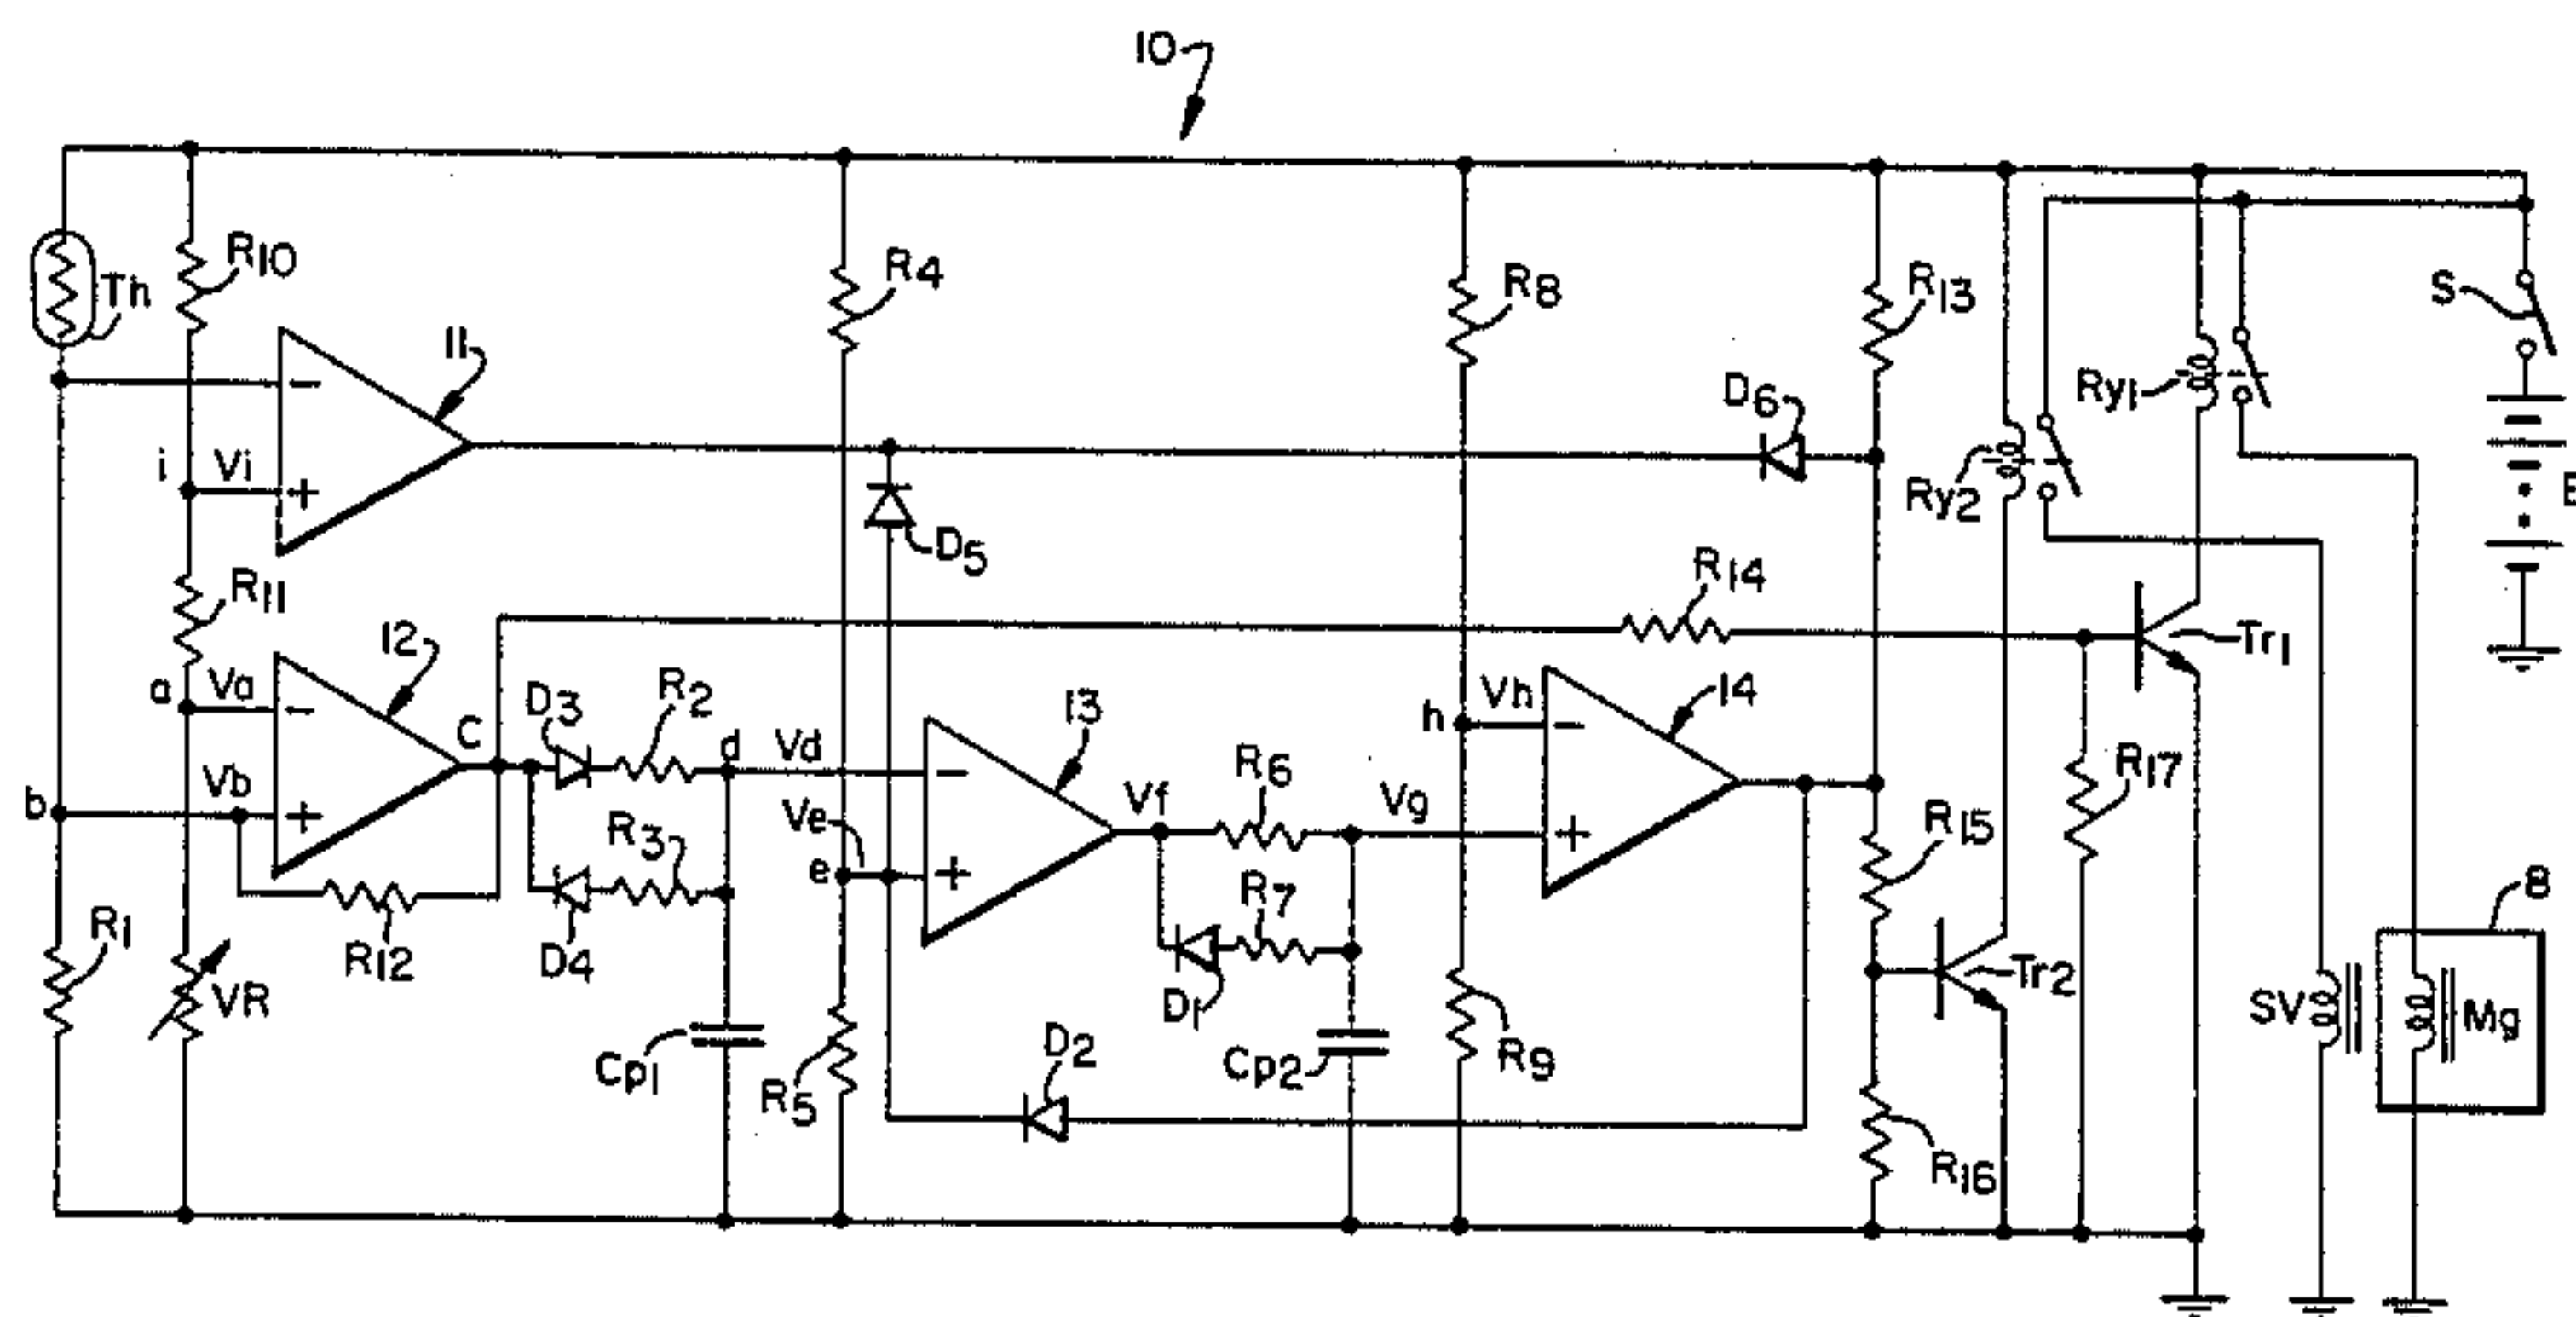 10
Th
R10
R4
R8
R13
S
11
D6
Ry1
Ry2
i
Vi
D5
R11
R14
12
Tr1
a
Va
C
D3
R2
d
Vd
13
h
Vh
14
b
Vb
R3
Ve
e
Vf
R6
Vg
R17
R15
R1
R12
D4
R7
D1
8
VR
Cp1
R5
D2
Cp2
R9
Tr2
SV
Mg
R16
- + - + - + - +